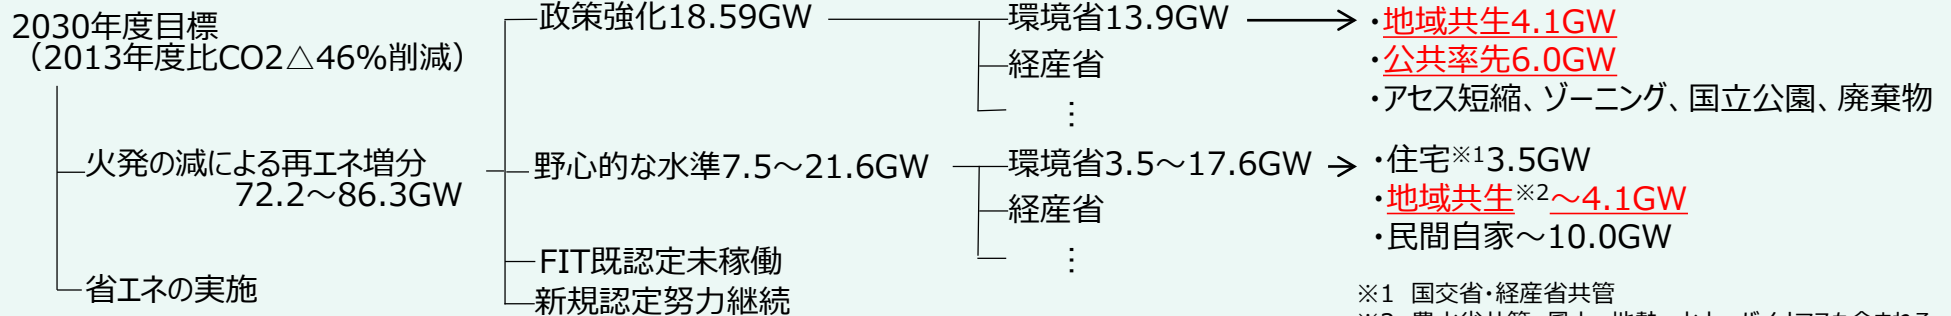 2030年度目標
（2013年度比CO2△46%削減）
火発の減による再エネ増分
72.2～86.3GW
省エネの実施
政策強化18.59GW
野心的な水準7.5～21.6GW
FIT既認定未稼働
新規認定努力継続
環境省13.9GW
経産省
⋮
環境省3.5～17.6GW
経産省
⋮
・地域共生4.1GW
・公共率先6.0GW
・アセス短縮、ゾーニング、国立公園、廃棄物
・住宅※13.5GW
・地域共生※2～4.1GW
・民間自家～10.0GW
※1 国交省・経産省共管